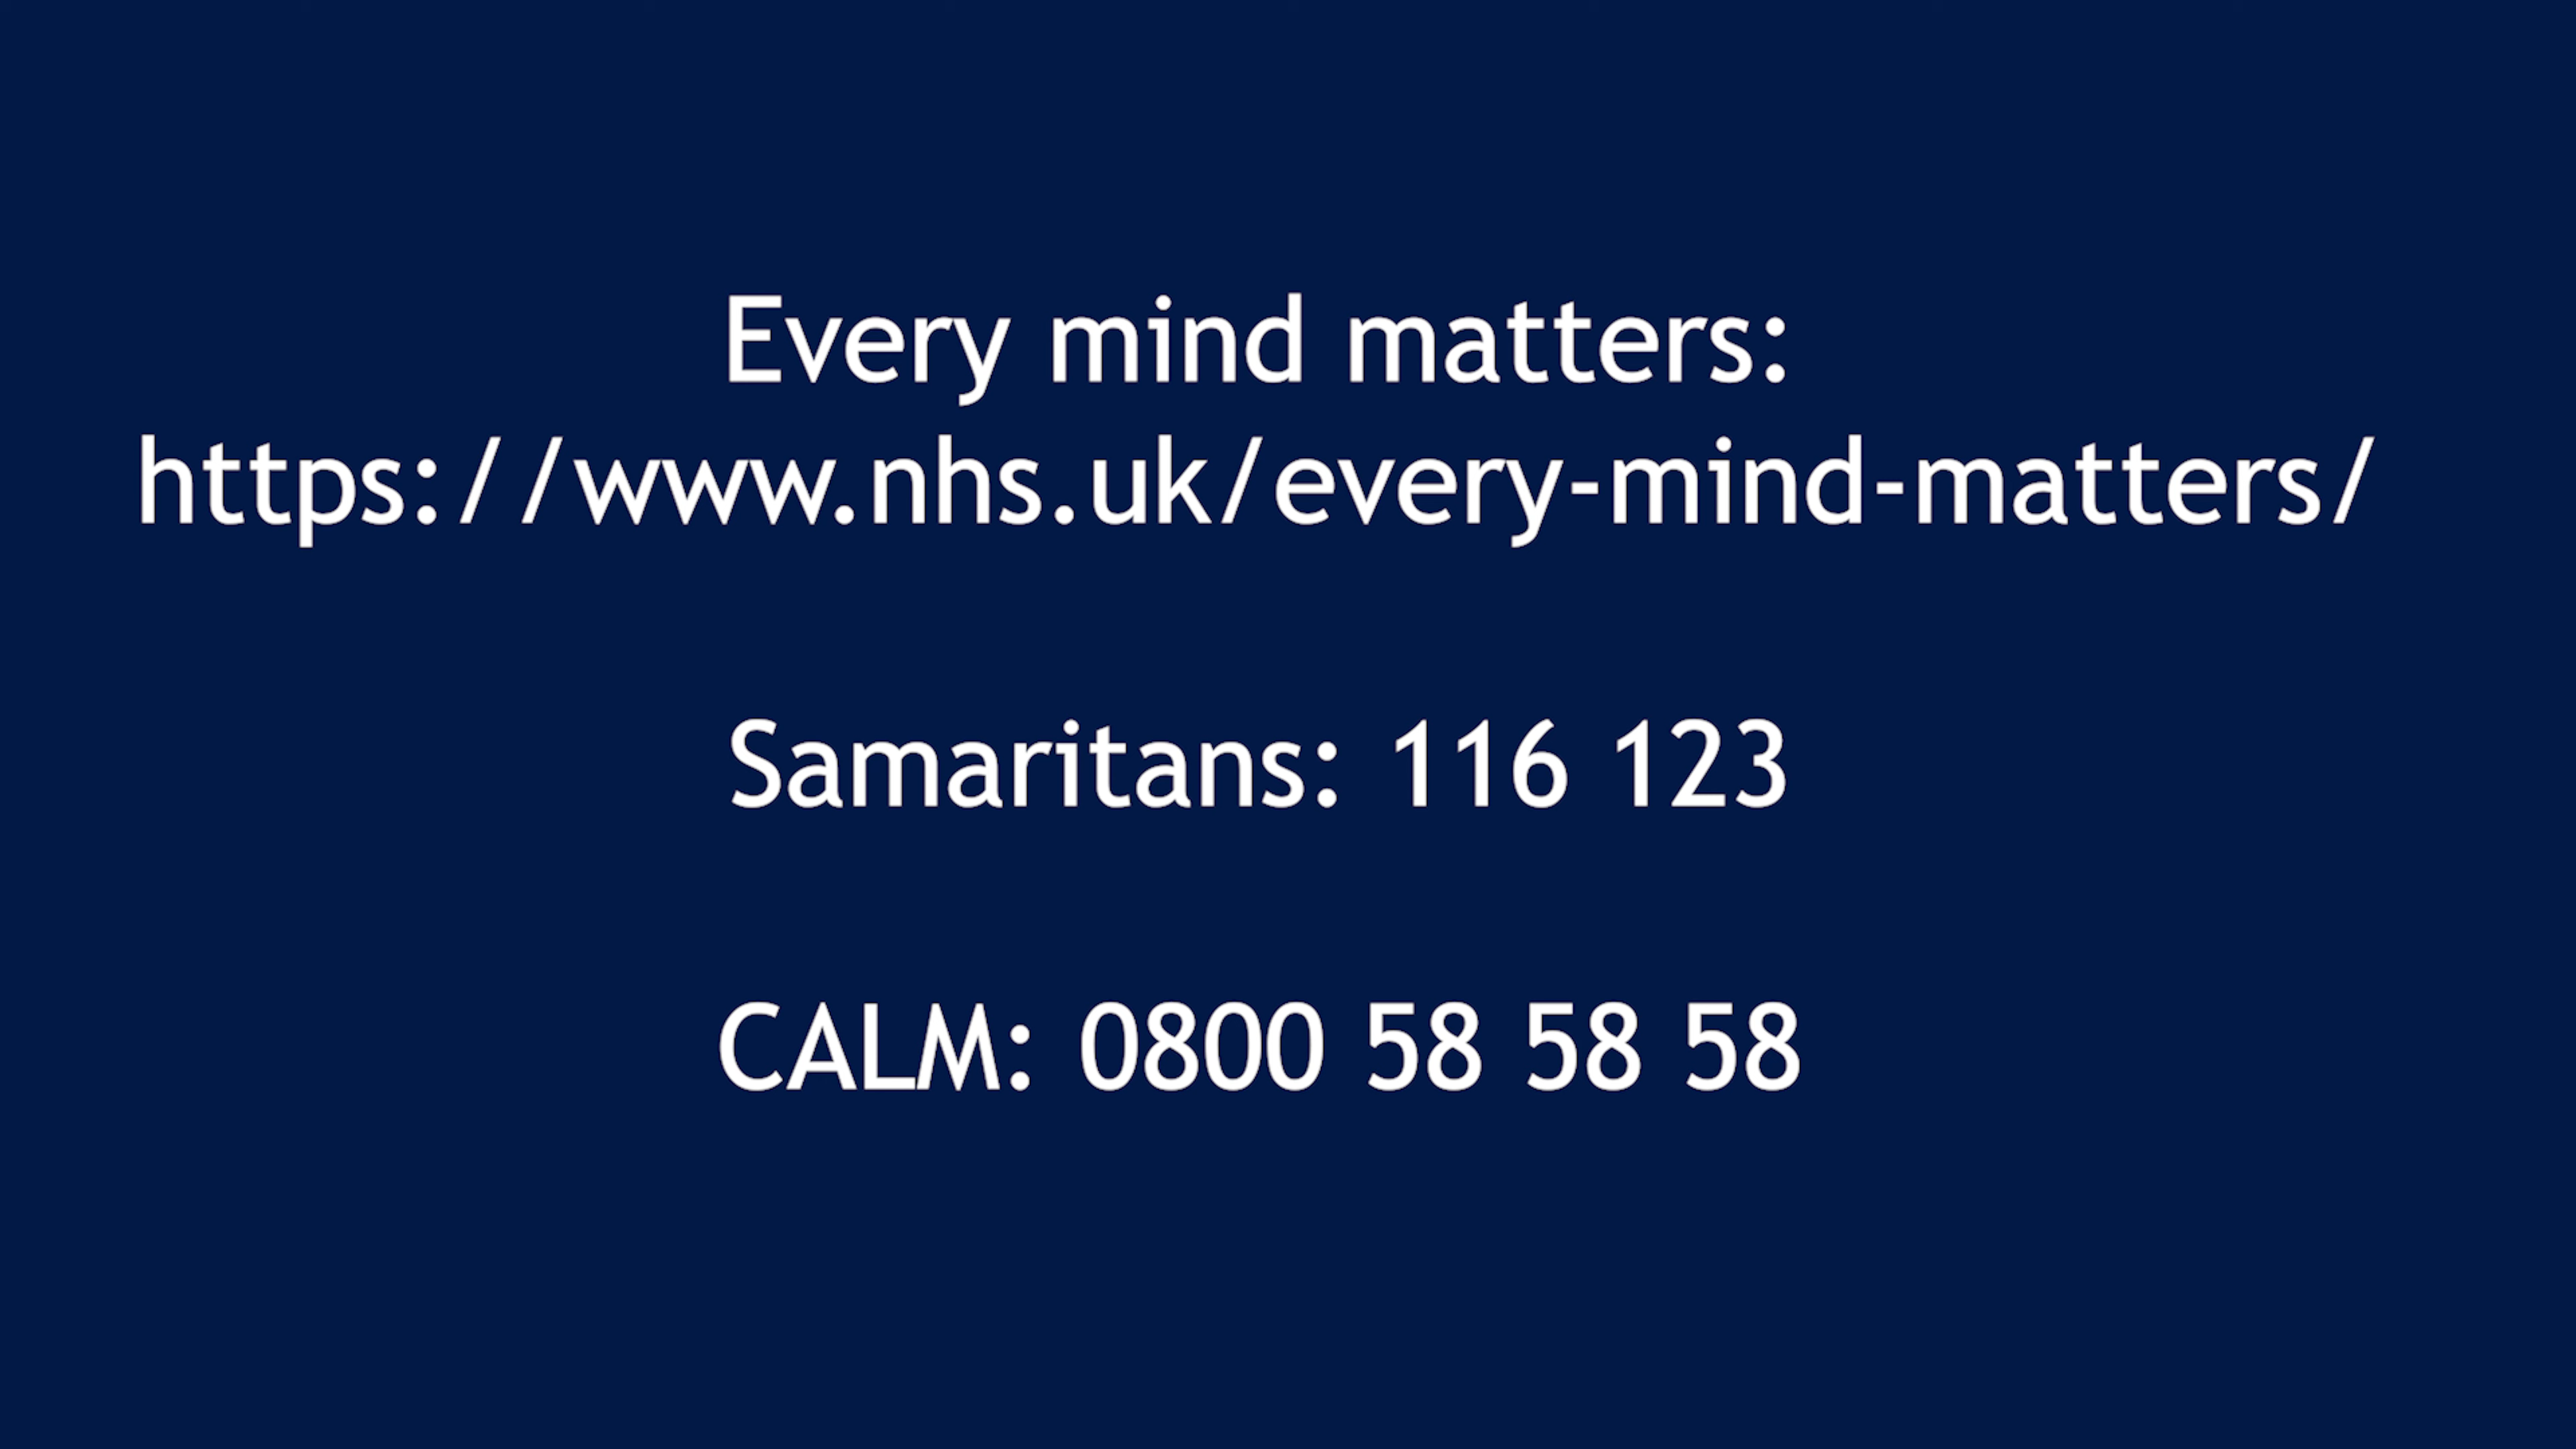 Every mind matters:
https://www.nhs.uk/every-mind-matters/
Samaritans: 116 123
CALM: 0800 58 58 58